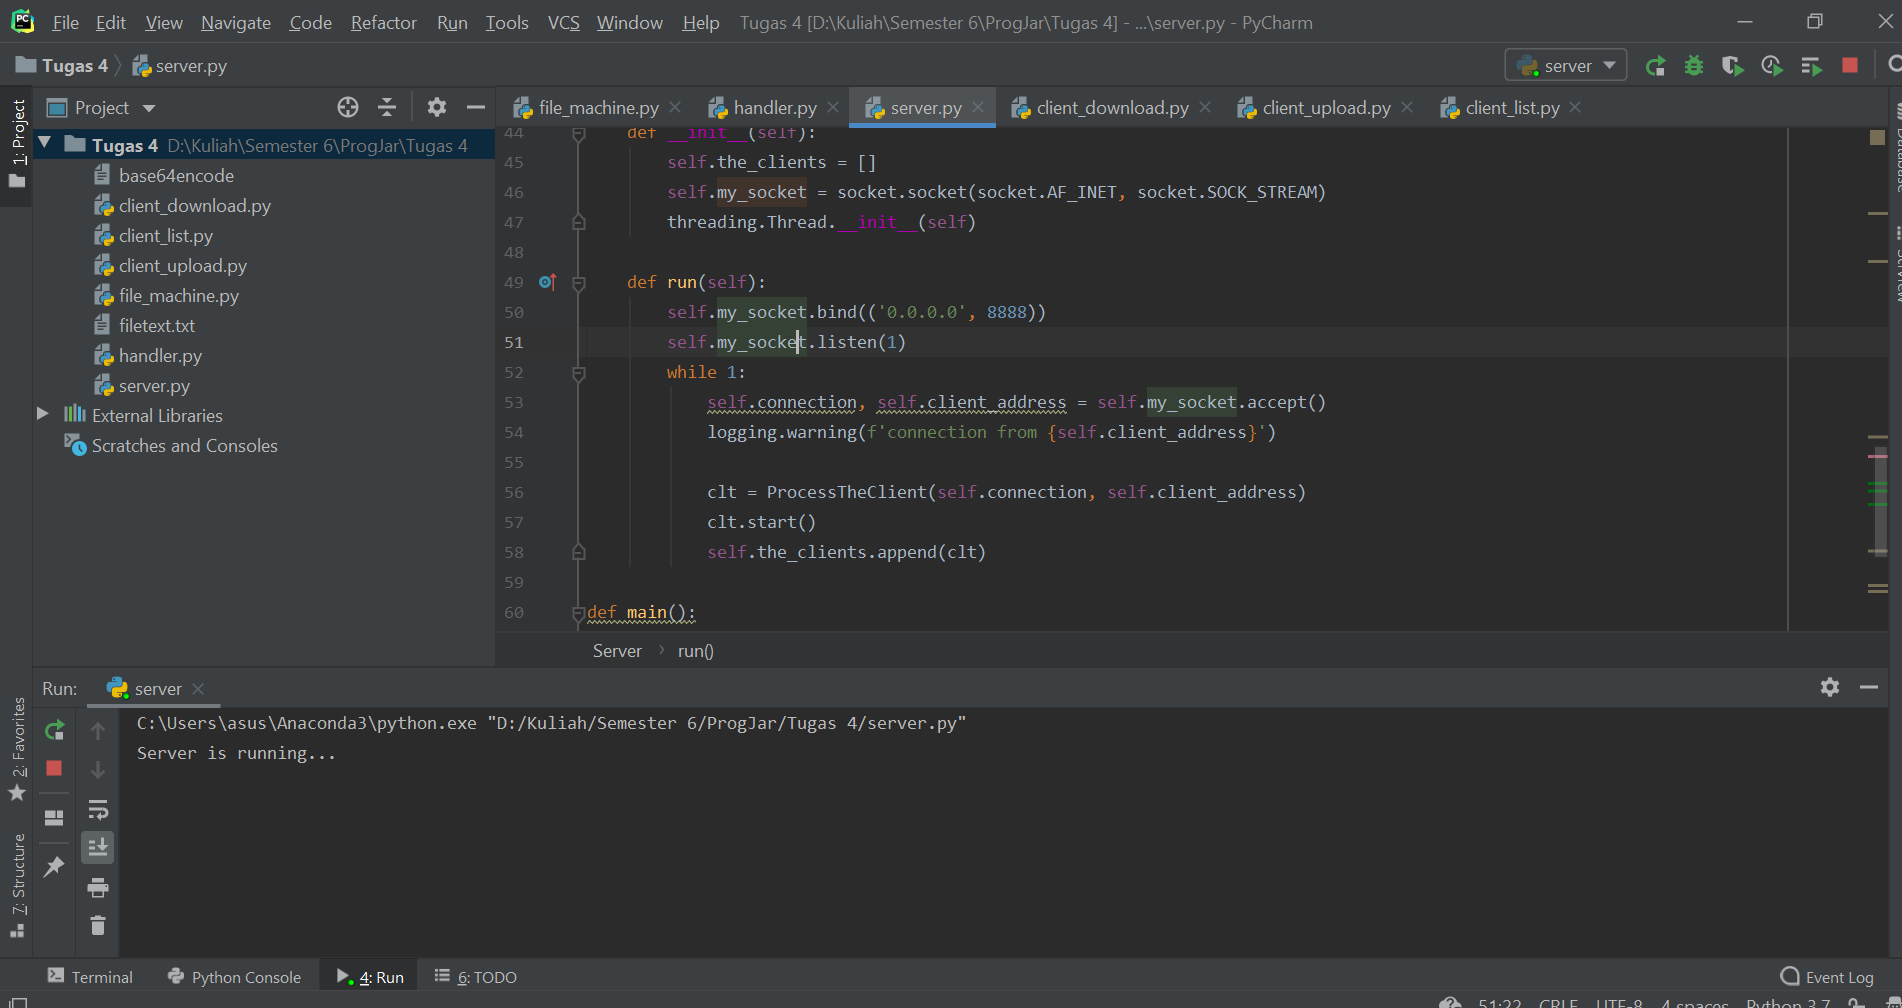 File Edit View Navigate Code Refactor Run Tools VCS Window Help Tugas 4 [D:\Kuliah\Semester 6\ProgJar\Tugas 4] - ...\server.py - PyCharm
Tugas 4 server.py server
1: Project
Project
file_machine.py handler.py server.py client_download.py client_upload.py client_list.py
Tugas 4 D:\Kuliah\Semester 6\ProgJar\Tugas 4
base64encode
client_download.py
client_list.py
client_upload.py
file_machine.py
filetext.txt
handler.py
server.py
External Libraries
Scratches and Consoles
44 def __init__(self):
45 self.the_clients = []
46 self.my_socket = socket.socket(socket.AF_INET, socket.SOCK_STREAM)
47 threading.Thread.__init__(self)
48
49 def run(self):
50 self.my_socket.bind(('0.0.0.0', 8888))
51 self.my_socket.listen(1)
52 while 1:
53 self.connection, self.client_address = self.my_socket.accept()
54 logging.warning(f'connection from {self.client_address}')
55
56 clt = ProcessTheClient(self.connection, self.client_address)
57 clt.start()
58 self.the_clients.append(clt)
59
60 def main():
Server run()
Run: server
C:\Users\asus\Anaconda3\python.exe "D:/Kuliah/Semester 6/ProgJar/Tugas 4/server.py"
Server is running...
2: Favorites
7: Structure
Terminal Python Console 4: Run 6: TODO Event Log
51:22 CRLF UTF-8 4 spaces Python 3.7